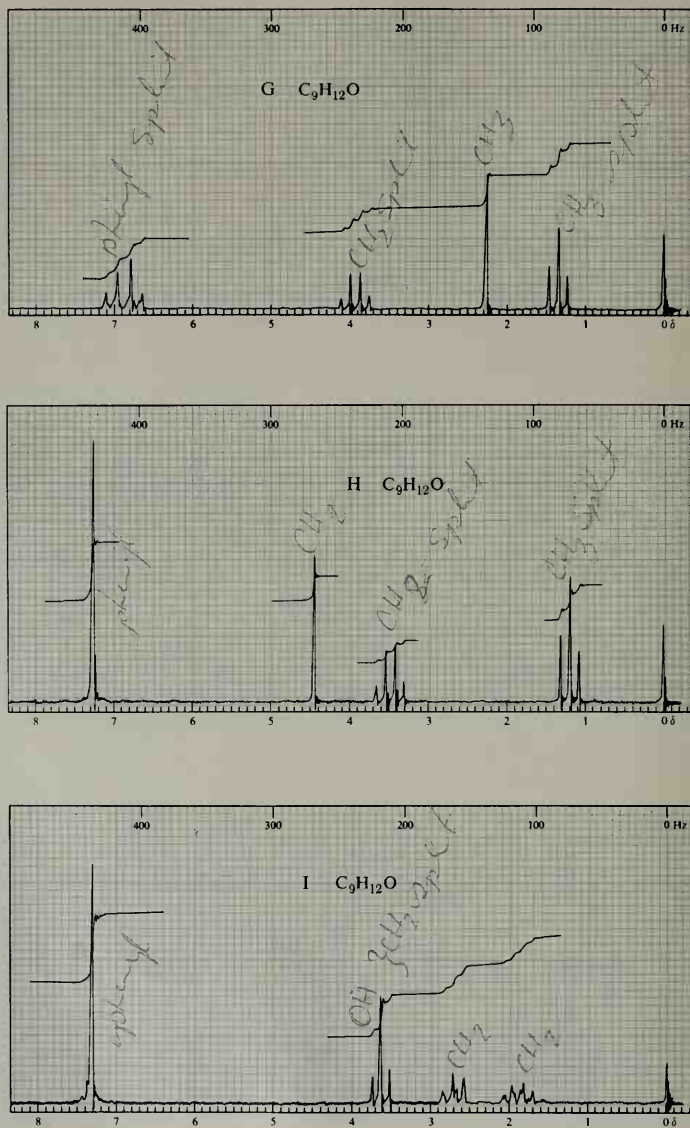 400 300 200 100 0 Hz
G C₉H₁₂O
phenyl split
CH₂ split
CH₃
CH₃ split
8 7 6 5 4 3 2 1 0 δ
400 300 200 100 0 Hz
H C₉H₁₂O
phenyl
CH₂
CH₂ split
CH₃ split
8 7 6 5 4 3 2 1 0 δ
400 300 200 100 0 Hz
I C₉H₁₂O
phenyl
OH
CH₂ split
CH₂
CH₃
8 7 6 5 4 3 2 1 0 δ